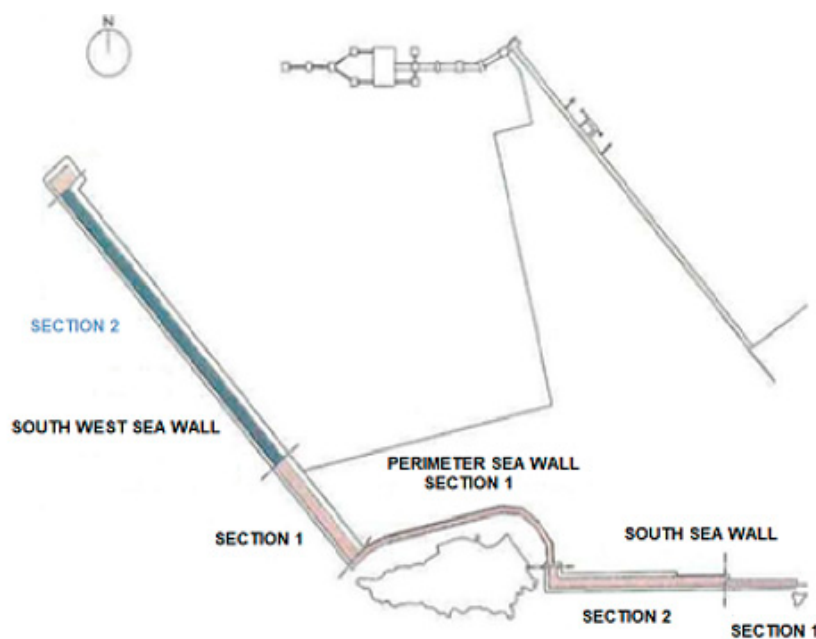 N
SECTION 2
SOUTH WEST SEA WALL
PERIMETER SEA WALL
SECTION 1
SECTION 1
SOUTH SEA WALL
SECTION 2
SECTION 1